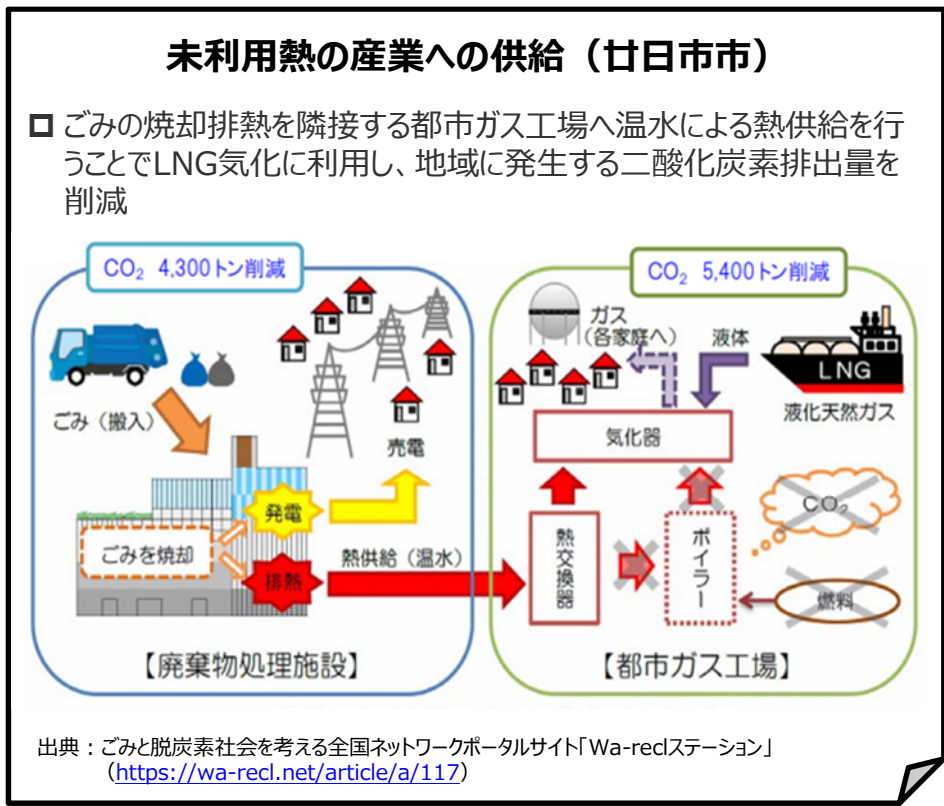 未利用熱の産業への供給（廿日市市）
ごみの焼却排熱を隣接する都市ガス工場へ温水による熱供給を行
うことでLNG気化に利用し、地域に発生する二酸化炭素排出量を
削減
CO₂ 4,300トン削減
ごみ（搬入）
売電
発電
ごみを焼却
排熱
熱供給（温水）
【廃棄物処理施設】
CO₂ 5,400トン削減
ガス
（各家庭へ）
液体
LNG
液化天然ガス
気化器
熱交換器
ボイラー
CO₂
燃料
【都市ガス工場】
出典：ごみと脱炭素社会を考える全国ネットワークポータルサイト「Wa-reclステーション」
（https://wa-recl.net/article/a/117）